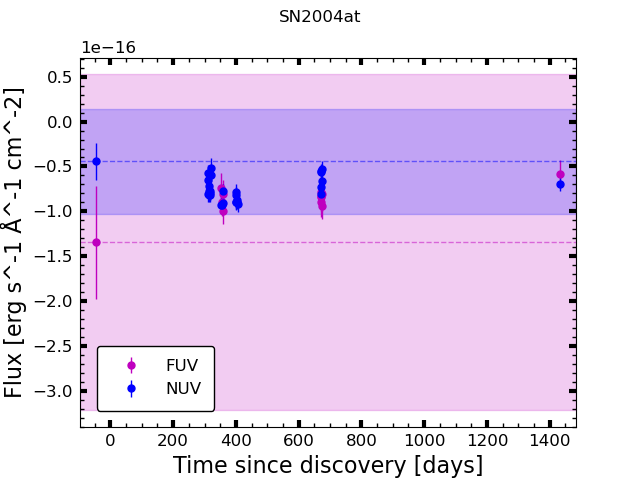 SN2004at
1e−16
0.5
0.0
−0.5
−1.0
−1.5
−2.0
−2.5
−3.0
Flux [erg s^-1 Å^-1 cm^-2]
FUV
NUV
0 200 400 600 800 1000 1200 1400
Time since discovery [days]